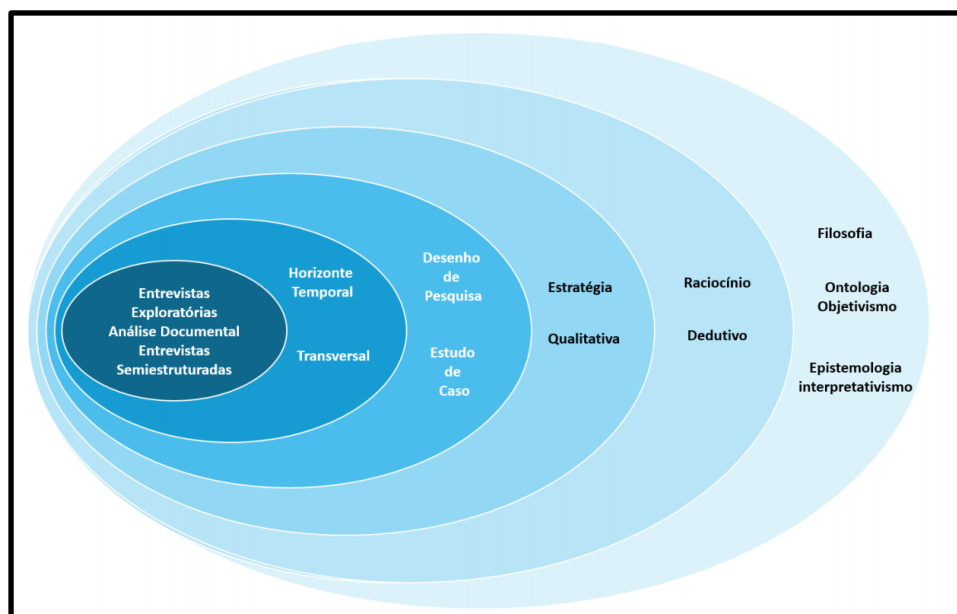 Entrevistas
Exploratórias
Análise Documental
Entrevistas
Semiestruturadas
Horizonte
Temporal
Transversal
Desenho
de
Pesquisa
Estudo
de
Caso
Estratégia
Qualitativa
Raciocínio
Dedutivo
Filosofia
Ontologia
Objetivismo
Epistemologia
interpretativismo